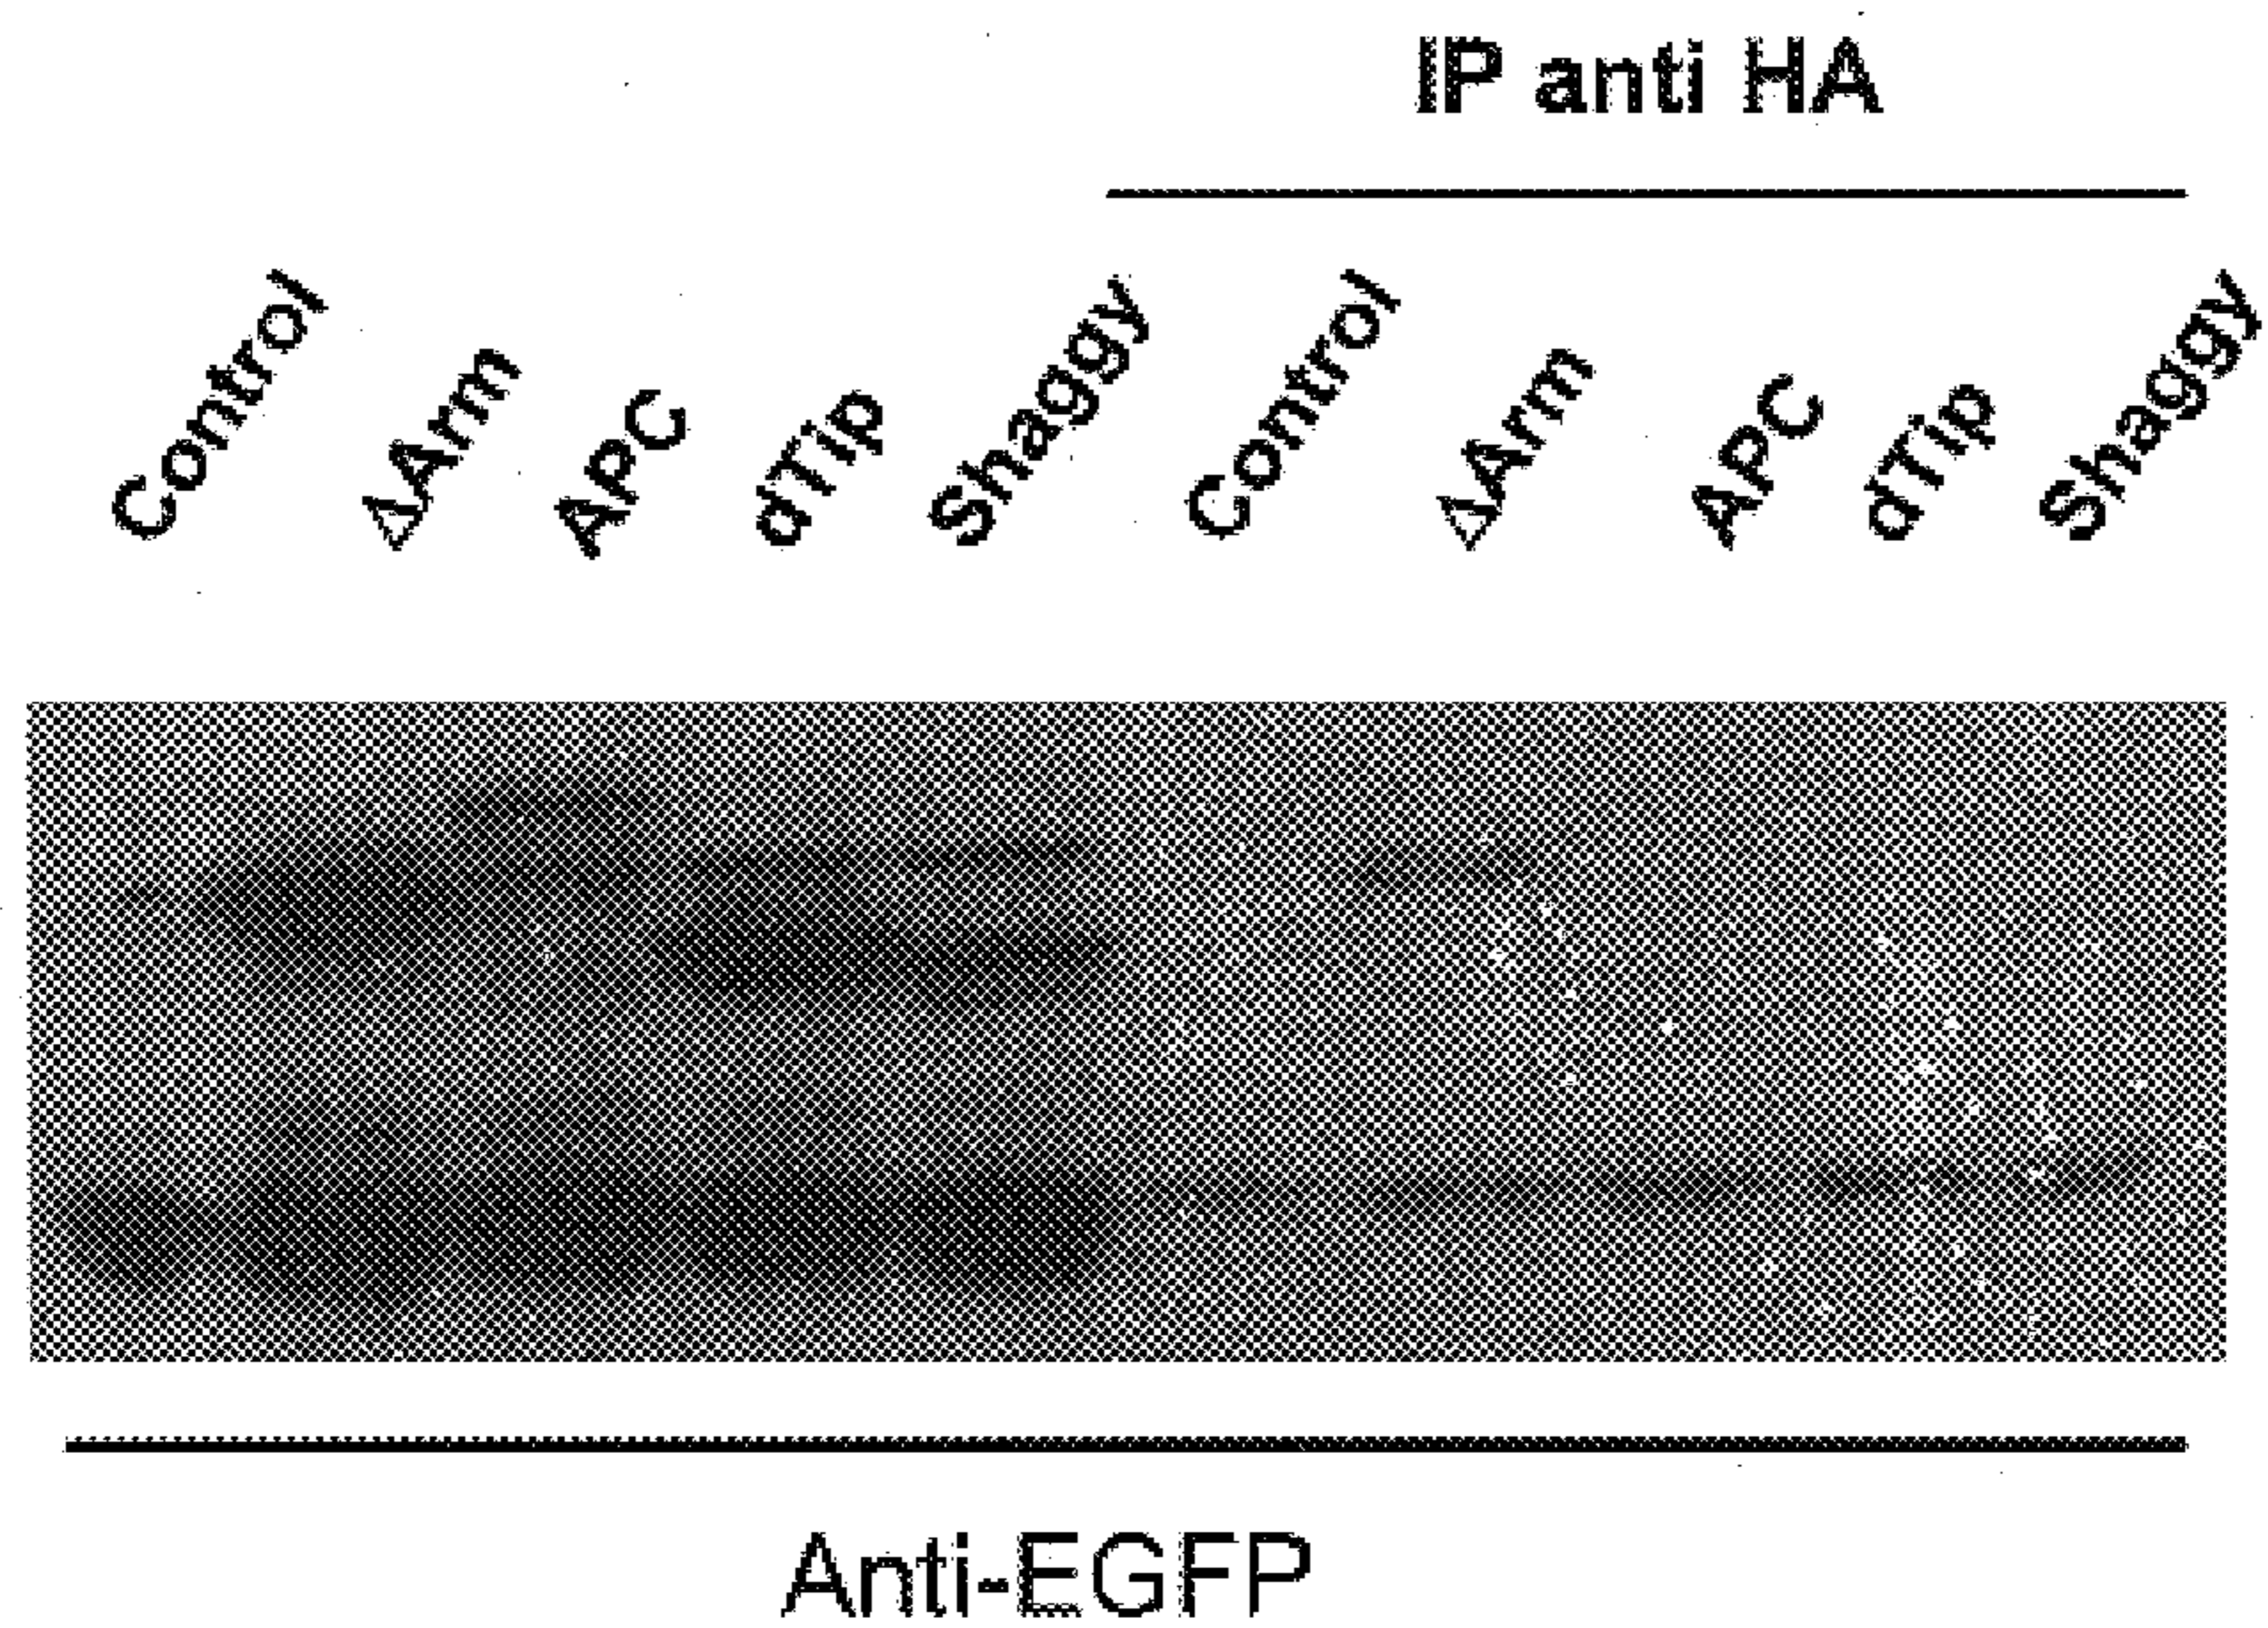 IP anti HA
Control ΔArm APC dTip Shaggy Control ΔArm APC dTip Shaggy
Anti-EGFP